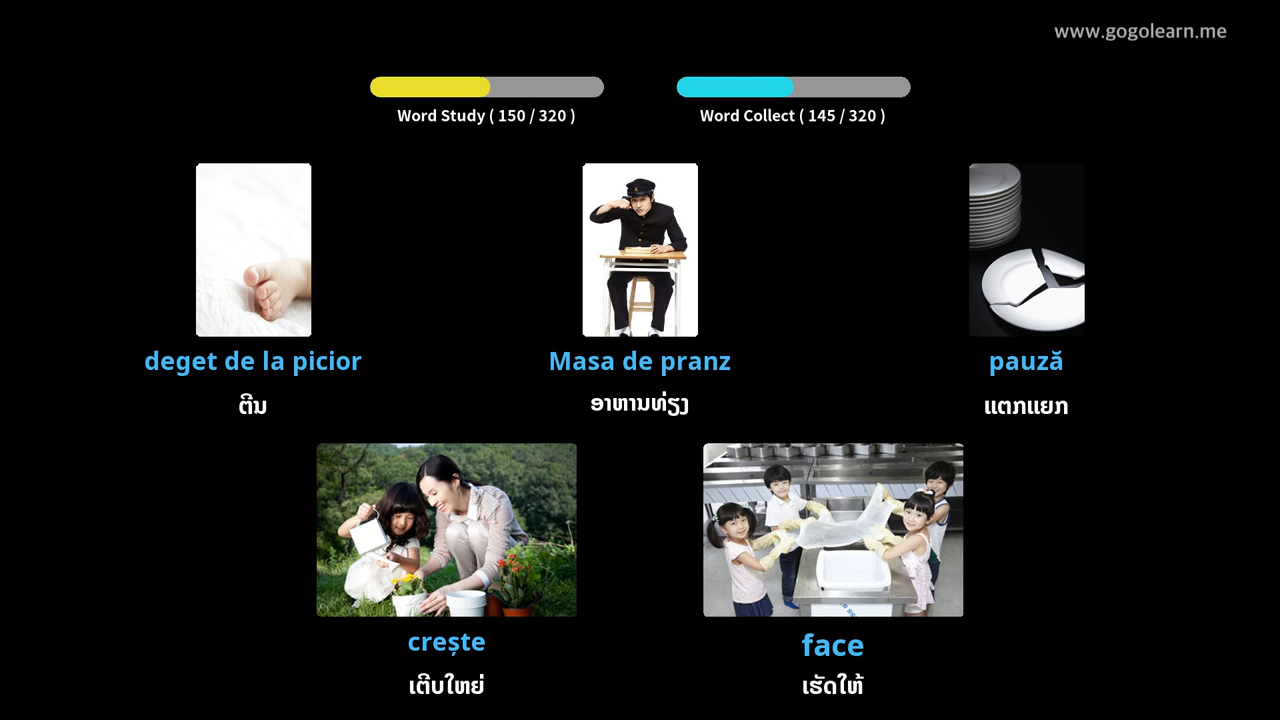 www.gogolearn.me
Word Study ( 150 / 320 )
Word Collect ( 145 / 320 )
deget de la picior
Masa de pranz
pauză
ຕີນ
ອາຫານທ່ຽງ
ແຕກແຍກ
crește
face
ເຕີບໃຫຍ່
ເຮັດໃຫ້